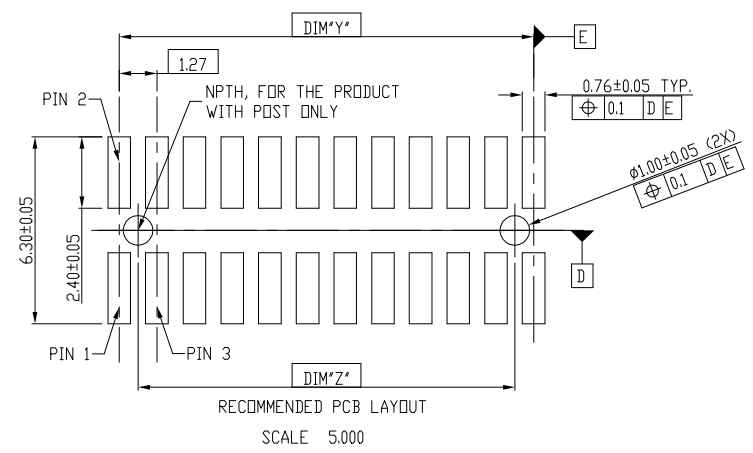 DIM"Y"
E
1.27
0.76±0.05 TYP.
⌖ 0.1 D E
PIN 2
NPTH, FOR THE PRODUCT
WITH POST ONLY
ø1.00±0.05 (2X)
⌖ 0.1 D E
6.30±0.05
2.40±0.05
D
PIN 1
PIN 3
DIM"Z"
RECOMMENDED PCB LAYOUT
SCALE 5.000